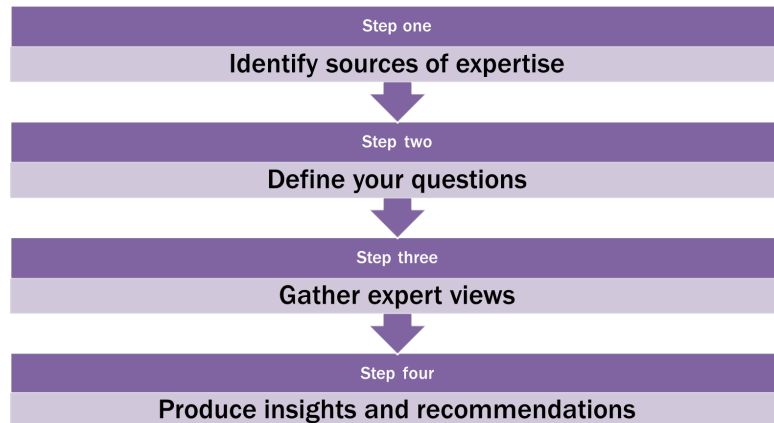 Step one
Identify sources of expertise
Step two
Define your questions
Step three
Gather expert views
Step four
Produce insights and recommendations